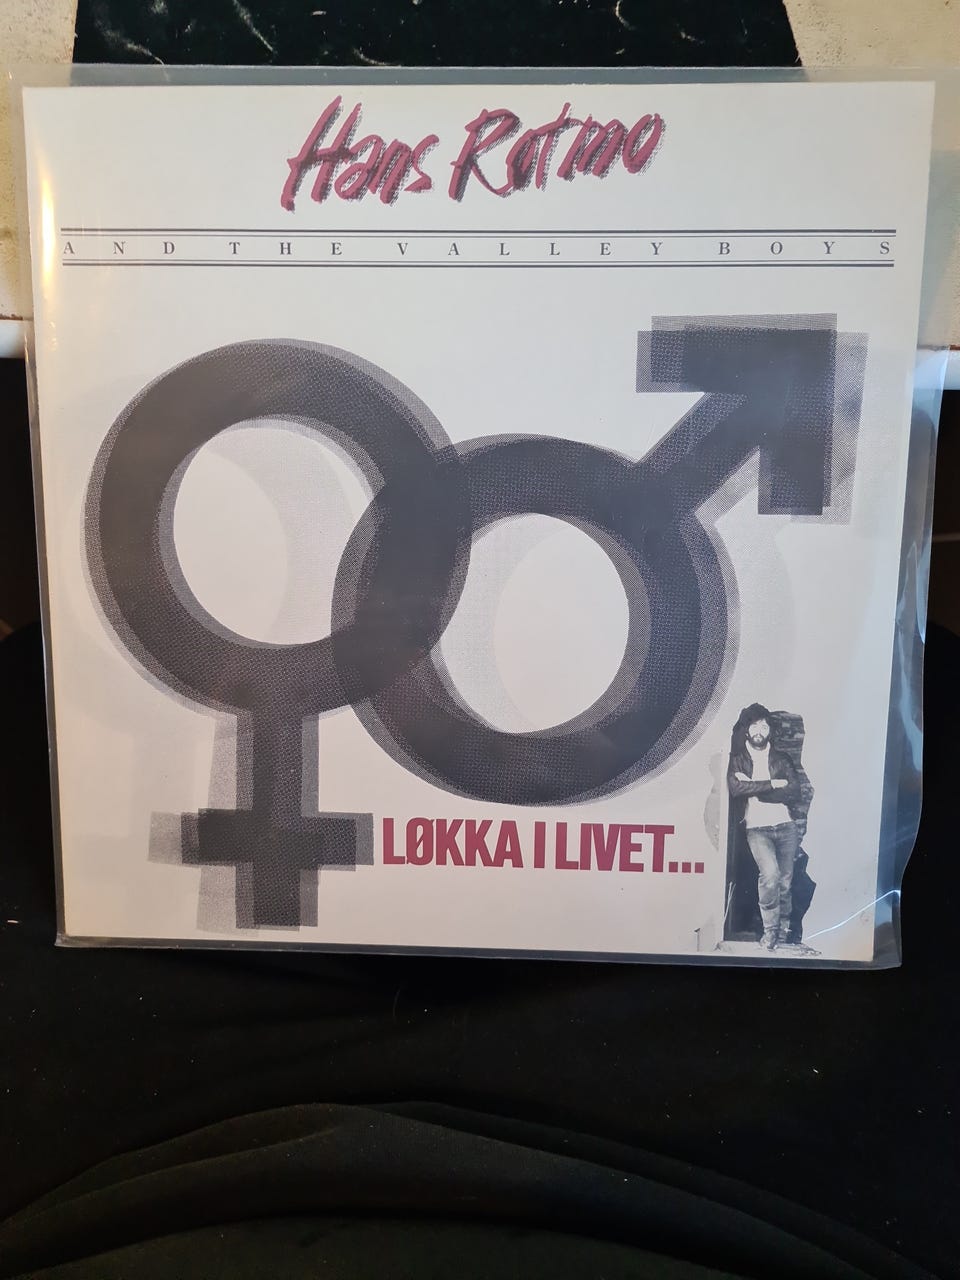 Hans Rotmo
AND THE VALLEY BOYS
LØKKA I LIVET...